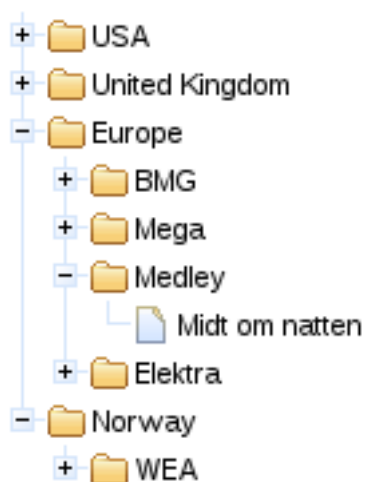 USA
United Kingdom
Europe
BMG
Mega
Medley
Midt om natten
Elektra
Norway
WEA